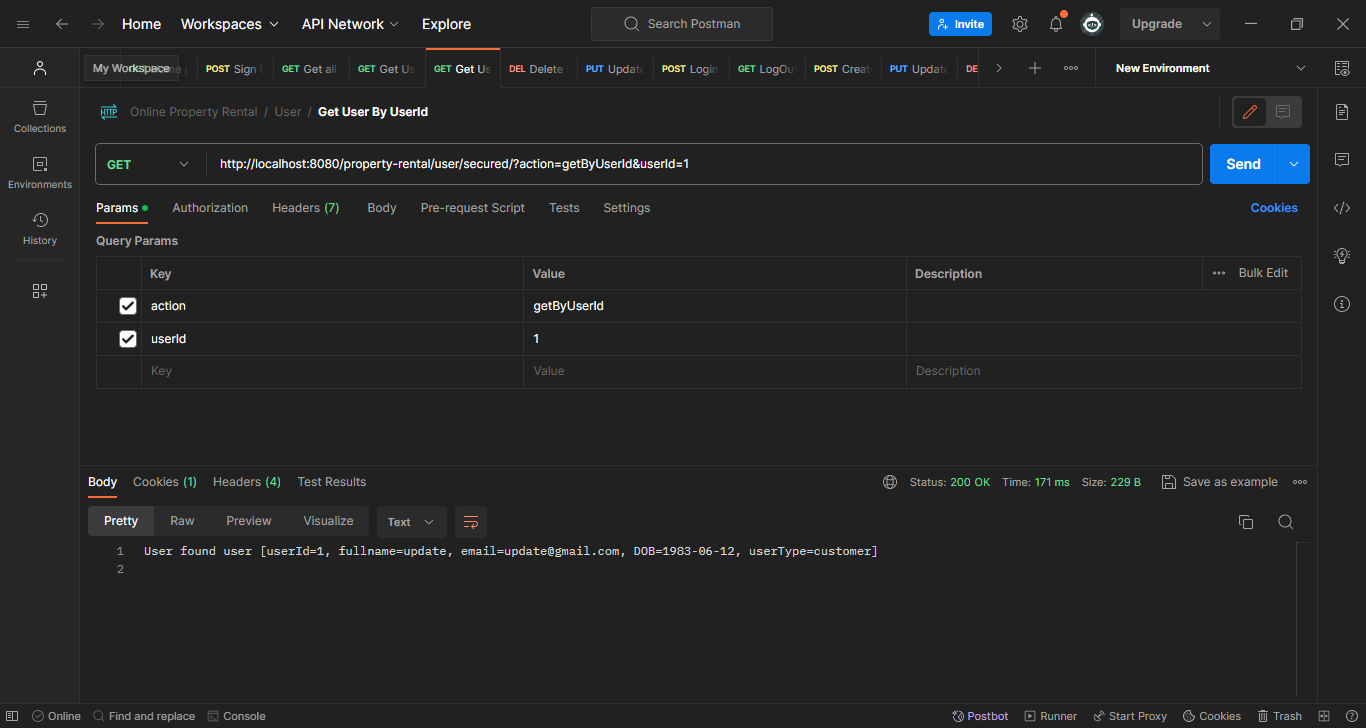 Home Workspaces API Network Explore Search Postman Invite Upgrade
My Workspace POST Sign GET Get all GET Get Us GET Get Us DEL Delete PUT Update POST Login GET LogOu POST Creat PUT Update DE New Environment
HTTP Online Property Rental / User / Get User By UserId
Collections
GET http://localhost:8080/property-rental/user/secured/?action=getByUserId&userId=1 Send
Environments
Params Authorization Headers (7) Body Pre-request Script Tests Settings Cookies
History
Query Params
Key Value Description Bulk Edit
action getByUserId
userId 1
Key Value Description
Body Cookies (1) Headers (4) Test Results Status: 200 OK Time: 171 ms Size: 229 B Save as example
Pretty Raw Preview Visualize Text
1 User found user [userId=1, fullname=update, email=update@gmail.com, DOB=1983-06-12, userType=customer]
2
Online Find and replace Console Postbot Runner Start Proxy Cookies Trash